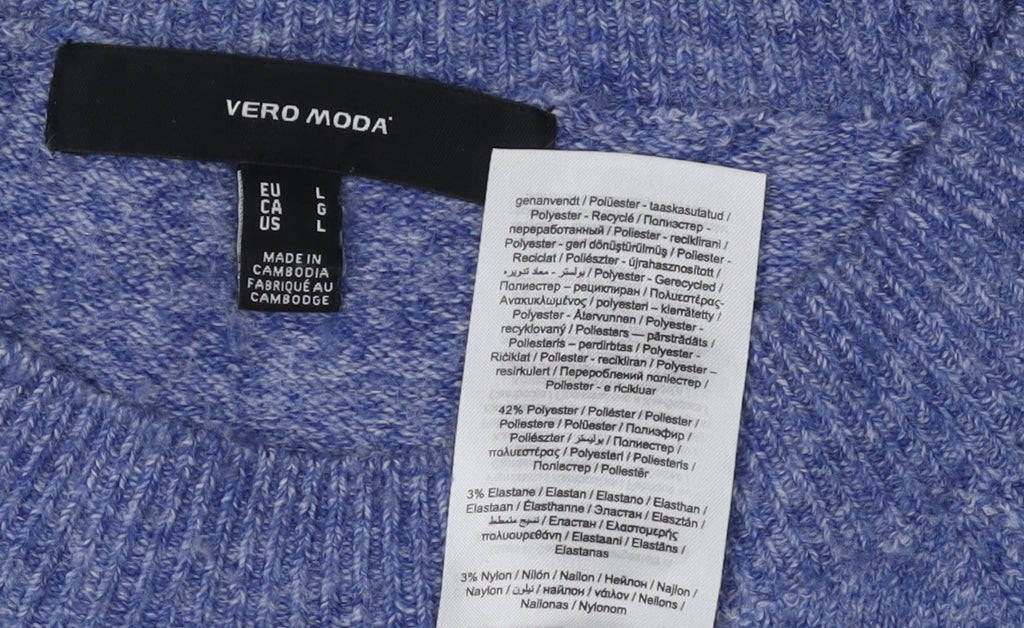 VERO MODA
EU L
CA G
US L
MADE IN
CAMBODIA
FABRIQUÉ AU
CAMBODGE
genanvendt / Polüester - taaskasutatud /
Polyester - Recyclé / Полиэстер -
переработанный / Poliester - reciklirani /
Polyester - geri dönüştürülmüş / Poliester -
Reciclat / Poliészter - újrahasznosított /
بوليستر - معاد تدويره / Polyester - Gerecycled /
Полиестер – рециклиран / Πολυεστέρας-
Ανακυκλωμένος / polyesteri – kierrätetty /
Polyester - Återvunnen / Polyester -
recyklovaný / Poliesters — pārstrādāts /
Poliesteris – perdirbtas / Polyester -
Riciklat / Poliester - recikliran / Polyester –
resirkulert / Перероблений поліестер /
Poliester - e ricikluar
42% Polyester / Poliéster / Poliester /
Poliestere / Polüester / Полиэфир /
Poliészter / بوليستر / Полиестер /
πολυεστέρας / Polyesteri / Poliesteris /
Поліестер / Poliestër
3% Elastane / Elastan / Elastano / Elasthan /
Elastaan / Élasthanne / Эластан / Elasztán /
نسيج متمطط / Еластан / Ελαστομερής
πολυουρεθάνη / Elastaani / Elastāns /
Elastanas
3% Nylon / Nilón / Nailon / Нейлон / Najlon /
Naylon / نيلون / найлон / νάιλον / Neilons /
Nailonas / Nylonom